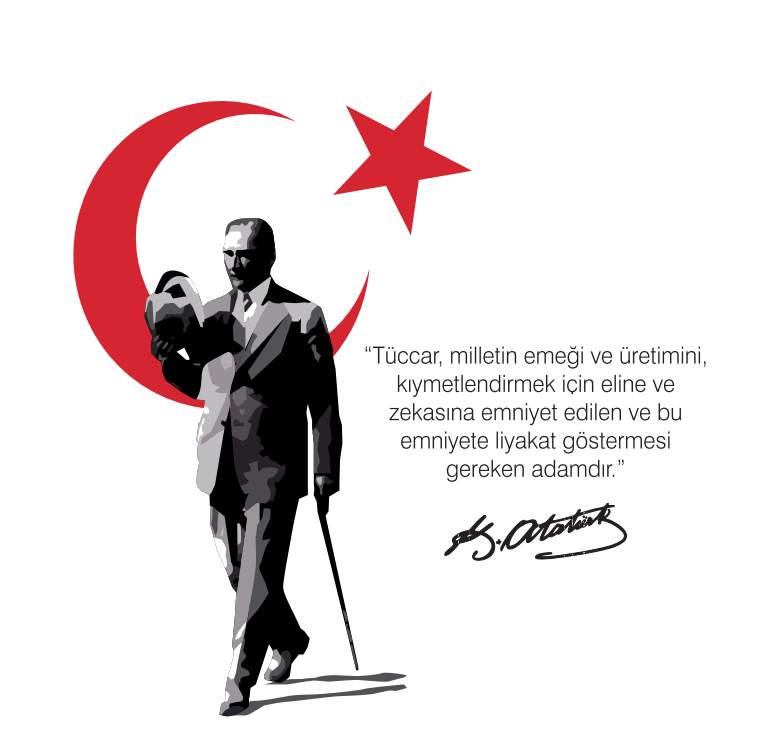 “Tüccar, milletin emeği ve üretimini,
kıymetlendirmek için eline ve
zekasına emniyet edilen ve bu
emniyete liyakat göstermesi
gereken adamdır.”
K. Atatürk